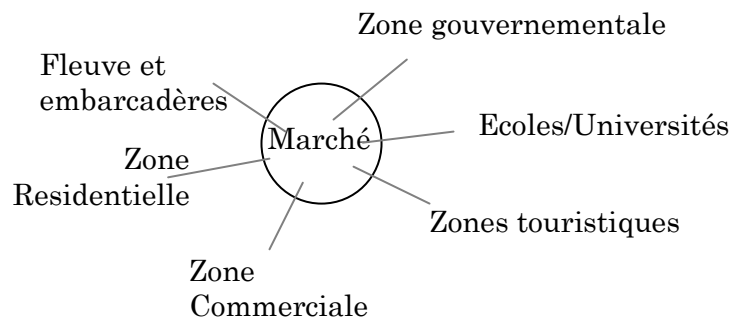 Zone gouvernementale
Fleuve et
embarcadères
Marché
Ecoles/Universités
Zone
Residentielle
Zones touristiques
Zone
Commerciale